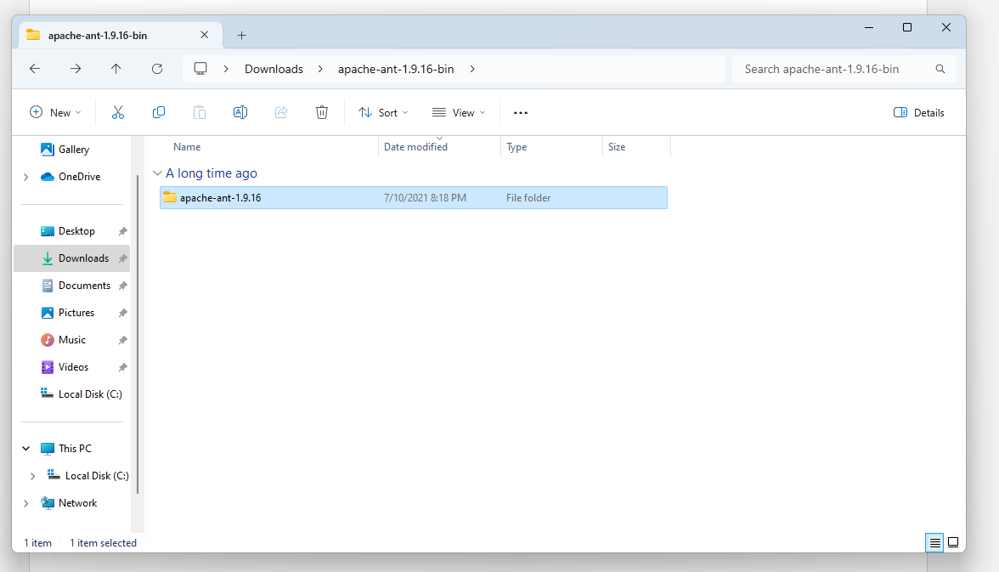 apache-ant-1.9.16-bin
Downloads apache-ant-1.9.16-bin
Search apache-ant-1.9.16-bin
New Sort View Details
Gallery
OneDrive
Desktop
Downloads
Documents
Pictures
Music
Videos
Local Disk (C:)
This PC
Local Disk (C:)
Network
Name Date modified Type Size
A long time ago
apache-ant-1.9.16 7/10/2021 8:18 PM File folder
1 item 1 item selected